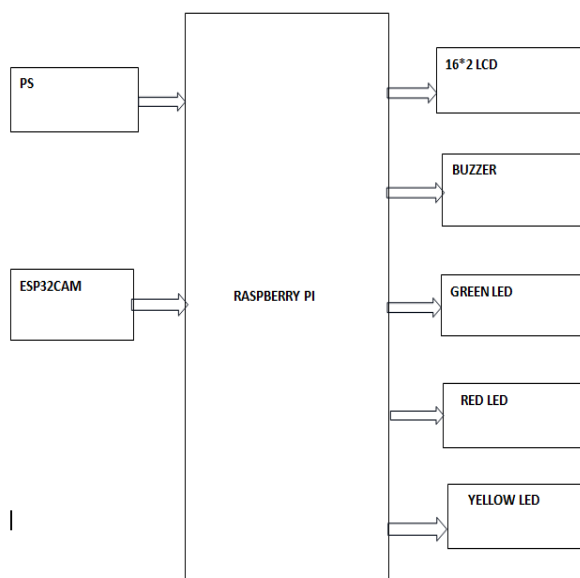 PS
ESP32CAM
RASPBERRY PI
16*2 LCD
BUZZER
GREEN LED
RED LED
YELLOW LED